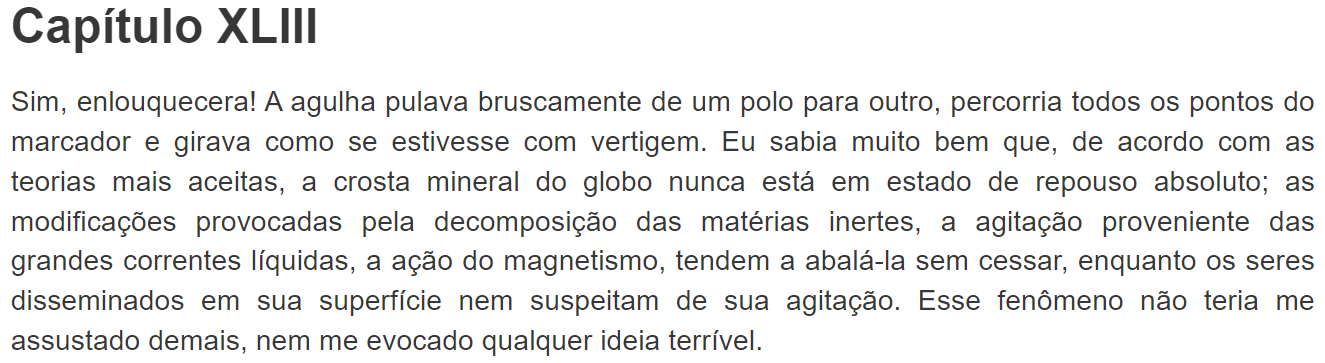 Capítulo XLIII
Sim, enlouquecera! A agulha pulava bruscamente de um polo para outro, percorria todos os pontos do
marcador e girava como se estivesse com vertigem. Eu sabia muito bem que, de acordo com as
teorias mais aceitas, a crosta mineral do globo nunca está em estado de repouso absoluto; as
modificações provocadas pela decomposição das matérias inertes, a agitação proveniente das
grandes correntes líquidas, a ação do magnetismo, tendem a abalá-la sem cessar, enquanto os seres
disseminados em sua superfície nem suspeitam de sua agitação. Esse fenômeno não teria me
assustado demais, nem me evocado qualquer ideia terrível.